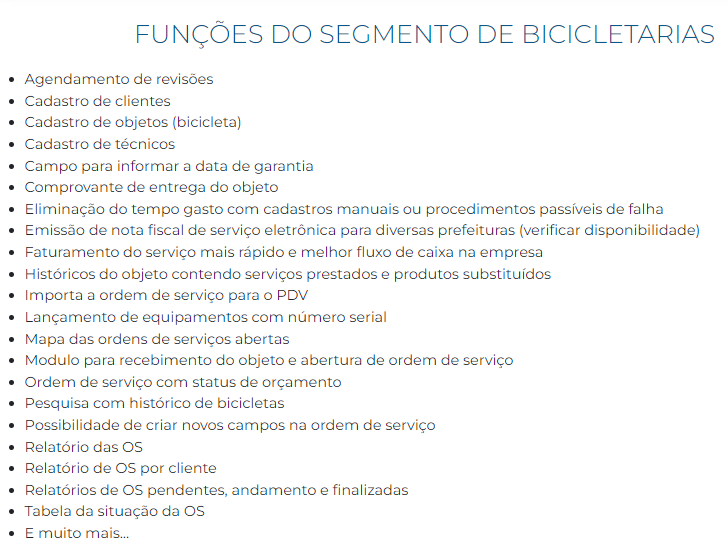 FUNÇÕES DO SEGMENTO DE BICICLETARIAS
• Agendamento de revisões
• Cadastro de clientes
• Cadastro de objetos (bicicleta)
• Cadastro de técnicos
• Campo para informar a data de garantia
• Comprovante de entrega do objeto
• Eliminação do tempo gasto com cadastros manuais ou procedimentos passíveis de falha
• Emissão de nota fiscal de serviço eletrônica para diversas prefeituras (verificar disponibilidade)
• Faturamento do serviço mais rápido e melhor fluxo de caixa na empresa
• Históricos do objeto contendo serviços prestados e produtos substituídos
• Importa a ordem de serviço para o PDV
• Lançamento de equipamentos com número serial
• Mapa das ordens de serviços abertas
• Modulo para recebimento do objeto e abertura de ordem de serviço
• Ordem de serviço com status de orçamento
• Pesquisa com histórico de bicicletas
• Possibilidade de criar novos campos na ordem de serviço
• Relatório das OS
• Relatório de OS por cliente
• Relatórios de OS pendentes, andamento e finalizadas
• Tabela da situação da OS
• E muito mais...